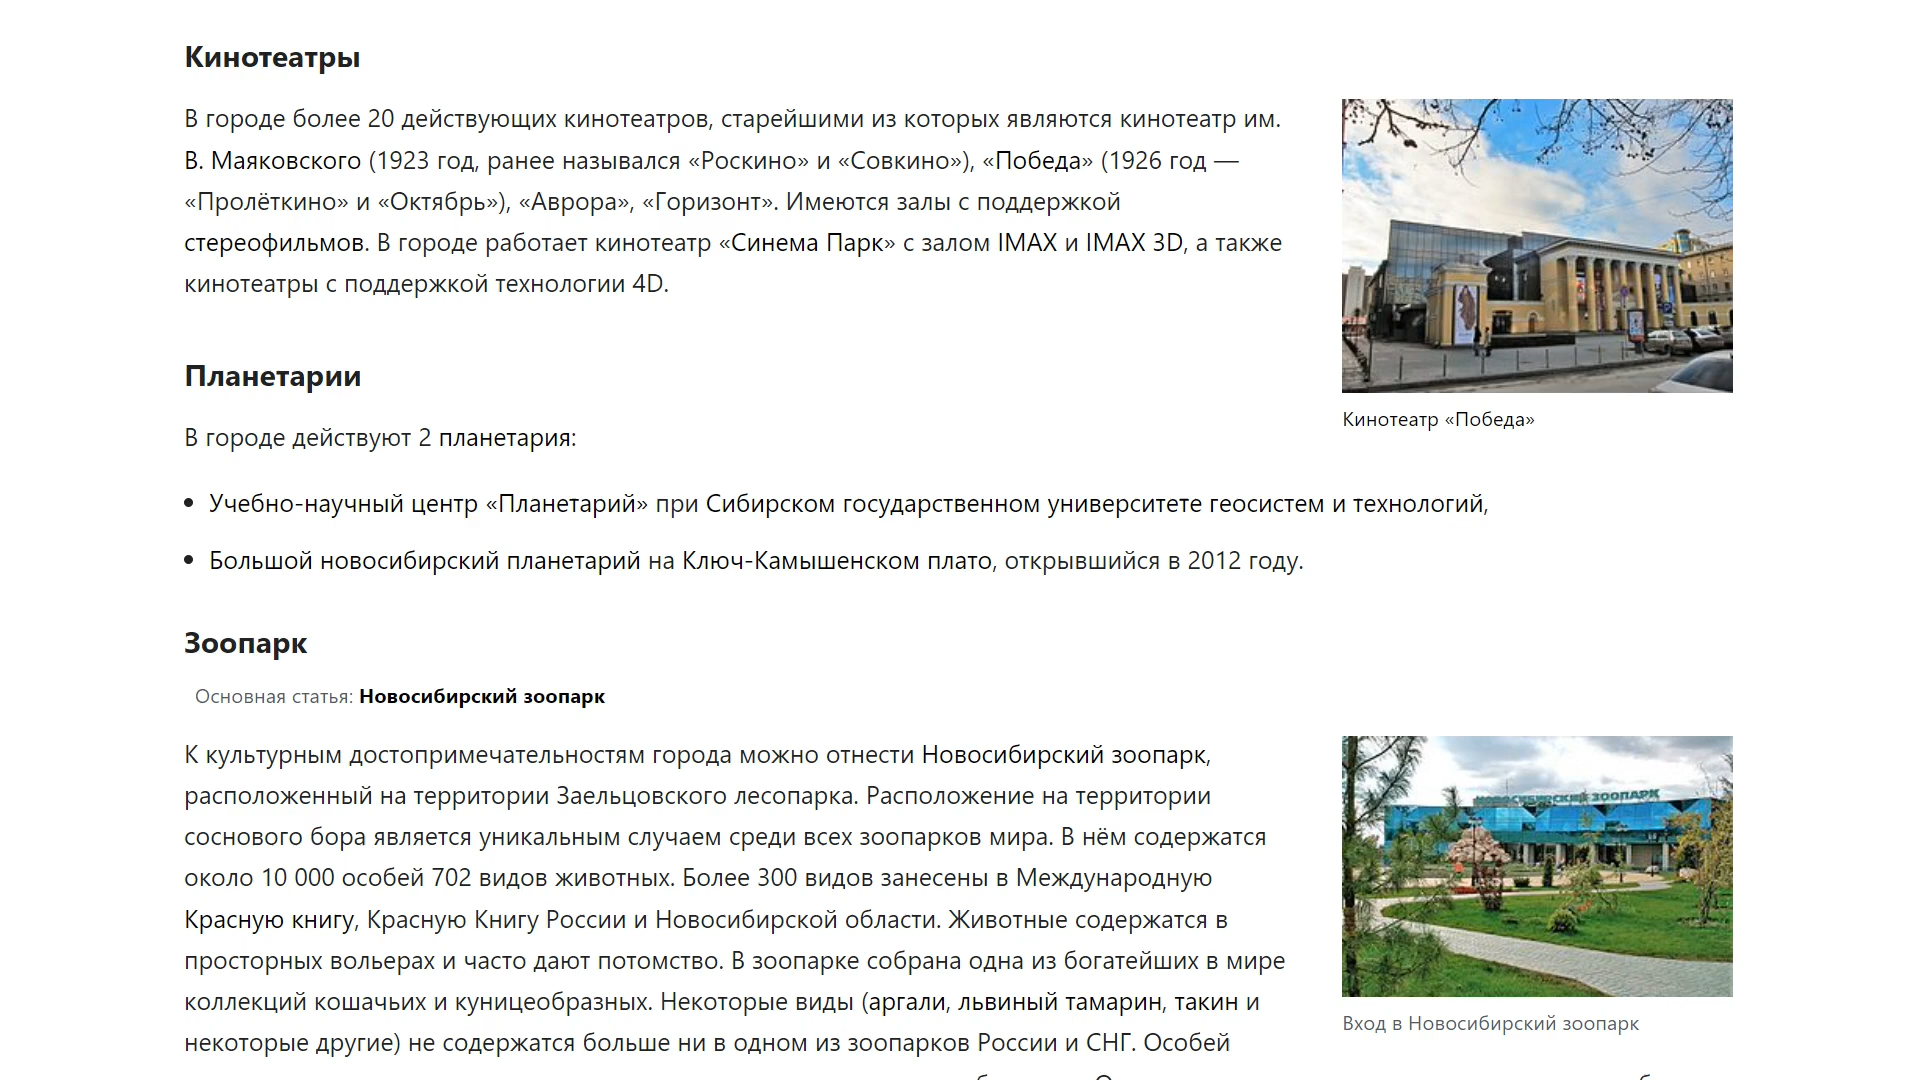 Кинотеатры
В городе более 20 действующих кинотеатров, старейшими из которых являются кинотеатр им.
В. Маяковского (1923 год, ранее назывался «Роскино» и «Совкино»), «Победа» (1926 год —
«Пролёткино» и «Октябрь»), «Аврора», «Горизонт». Имеются залы с поддержкой
стереофильмов. В городе работает кинотеатр «Синема Парк» с залом IMAX и IMAX 3D, а также
кинотеатры с поддержкой технологии 4D.
Кинотеатр «Победа»
Планетарии
В городе действуют 2 планетария:
• Учебно-научный центр «Планетарий» при Сибирском государственном университете геосистем и технологий,
• Большой новосибирский планетарий на Ключ-Камышенском плато, открывшийся в 2012 году.
Зоопарк
Основная статья: Новосибирский зоопарк
К культурным достопримечательностям города можно отнести Новосибирский зоопарк,
расположенный на территории Заельцовского лесопарка. Расположение на территории
соснового бора является уникальным случаем среди всех зоопарков мира. В нём содержатся
около 10 000 особей 702 видов животных. Более 300 видов занесены в Международную
Красную книгу, Красную Книгу России и Новосибирской области. Животные содержатся в
просторных вольерах и часто дают потомство. В зоопарке собрана одна из богатейших в мире
коллекций кошачьих и куницеобразных. Некоторые виды (аргали, львиный тамарин, такин и
некоторые другие) не содержатся больше ни в одном из зоопарков России и СНГ. Особей
НОВОСИБИРСКИЙ ЗООПАРК
Вход в Новосибирский зоопарк